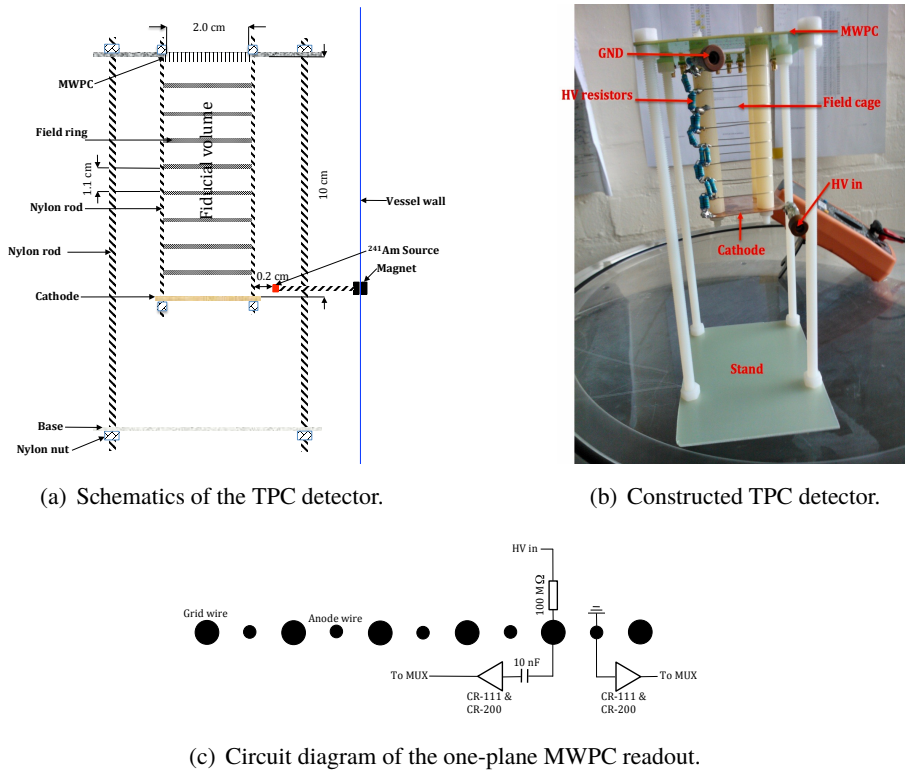 2.0 cm
MWPC
Field ring
Fiducial volume
1.1 cm
10 cm
Nylon rod
Vessel wall
Nylon rod
²⁴¹Am Source
0.2 cm
Magnet
Cathode
Base
Nylon nut
MWPC
GND
HV resistors
Field cage
HV in
Cathode
Stand
(a) Schematics of the TPC detector.
(b) Constructed TPC detector.
HV in
100 MΩ
Grid wire
Anode wire
10 nF
To MUX
To MUX
CR-111 &
CR-200
CR-111 &
CR-200
(c) Circuit diagram of the one-plane MWPC readout.